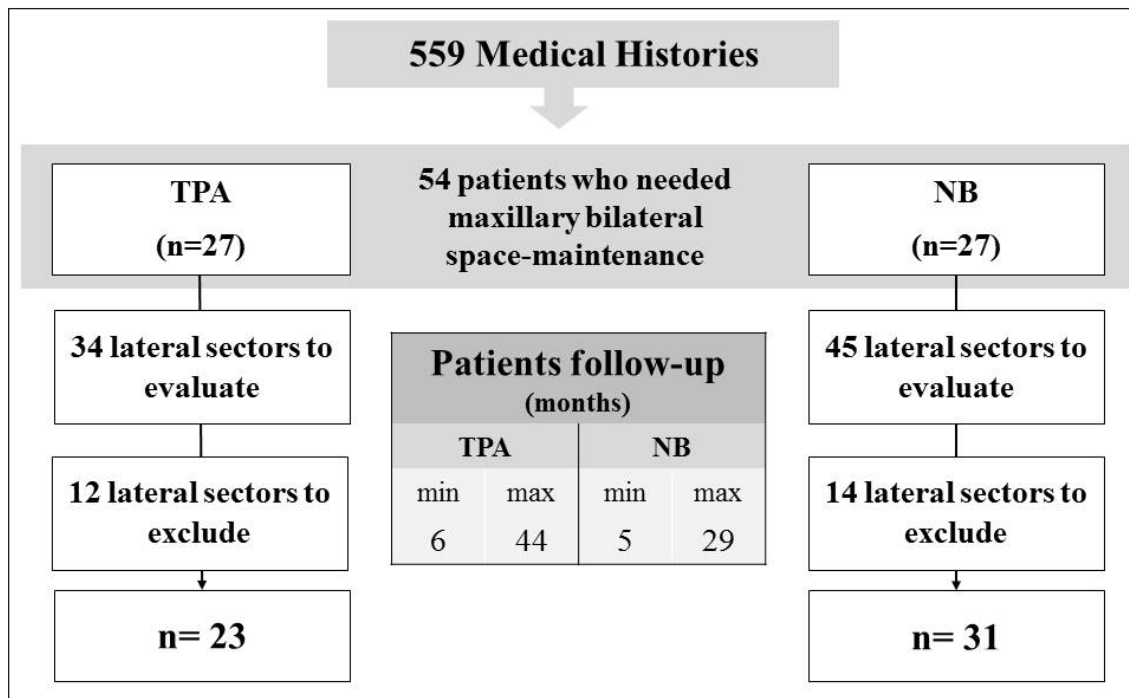 559 Medical Histories
TPA
(n=27)
54 patients who needed
maxillary bilateral
space-maintenance
NB
(n=27)
34 lateral sectors to
evaluate
12 lateral sectors to
exclude
n= 23
Patients follow-up
(months)
TPA NB
min max min max
6 44 5 29
45 lateral sectors to
evaluate
14 lateral sectors to
exclude
n= 31